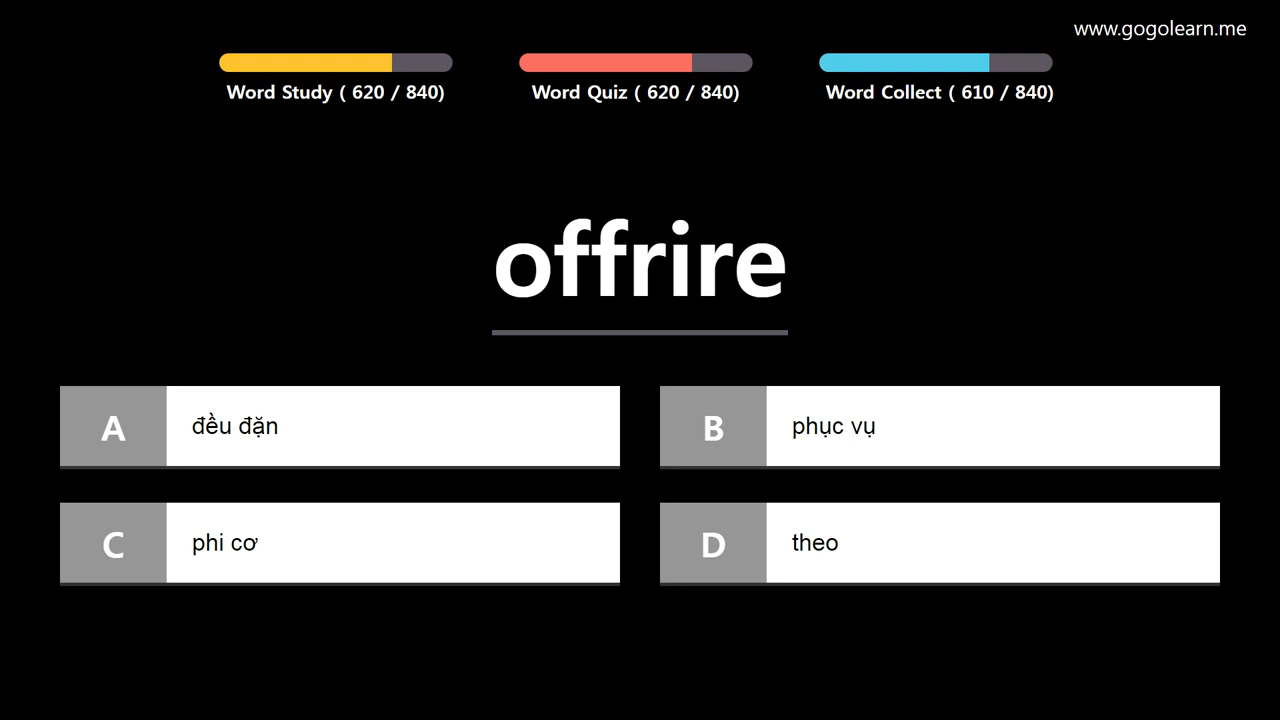 www.gogolearn.me
Word Study ( 620 / 840)
Word Quiz ( 620 / 840)
Word Collect ( 610 / 840)
offrire
A đều đặn
B phục vụ
C phi cơ
D theo